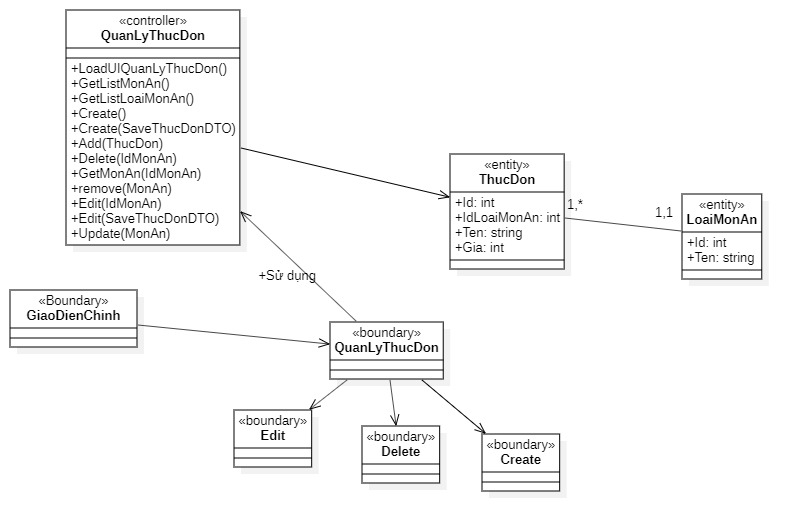 «controller»
QuanLyThucDon
+LoadUIQuanLyThucDon()
+GetListMonAn()
+GetListLoaiMonAn()
+Create()
+Create(SaveThucDonDTO)
+Add(ThucDon)
+Delete(IdMonAn)
+GetMonAn(IdMonAn)
+remove(MonAn)
+Edit(IdMonAn)
+Edit(SaveThucDonDTO)
+Update(MonAn)
«entity»
ThucDon
+Id: int
+IdLoaiMonAn: int
+Ten: string
+Gia: int
1,*
1,1
«entity»
LoaiMonAn
+Id: int
+Ten: string
+Sử dụng
«Boundary»
GiaoDienChinh
«boundary»
QuanLyThucDon
«boundary»
Edit
«boundary»
Delete
«boundary»
Create